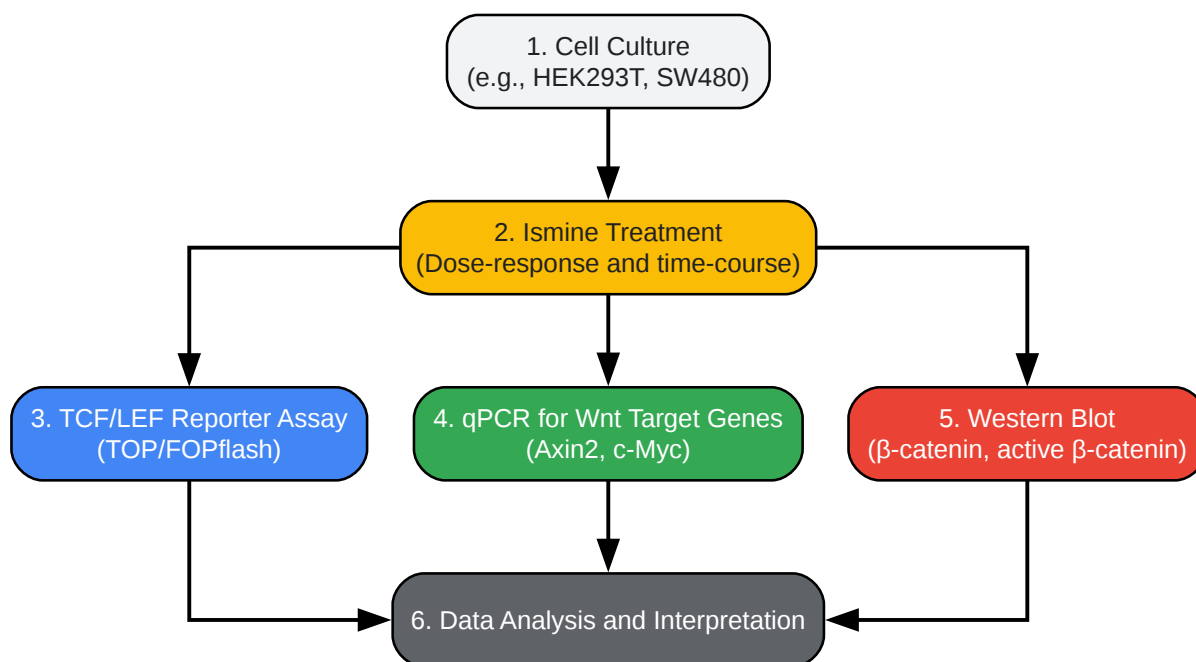 1. Cell Culture
(e.g., HEK293T, SW480)
2. Ismine Treatment
(Dose-response and time-course)
3. TCF/LEF Reporter Assay
(TOP/FOPflash)
4. qPCR for Wnt Target Genes
(Axin2, c-Myc)
5. Western Blot
(β-catenin, active β-catenin)
6. Data Analysis and Interpretation